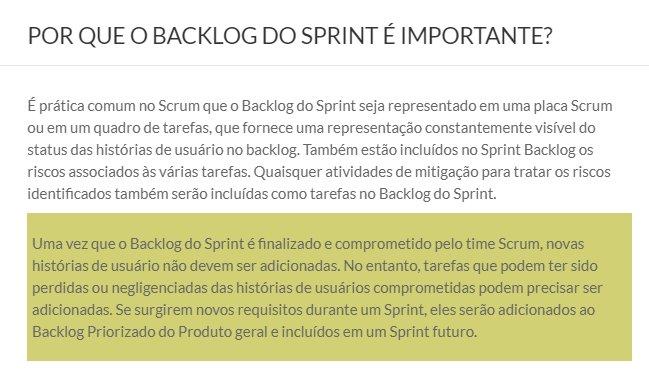 POR QUE O BACKLOG DO SPRINT É IMPORTANTE?
É prática comum no Scrum que o Backlog do Sprint seja representado em uma placa Scrum
ou em um quadro de tarefas, que fornece uma representação constantemente visível do
status das histórias de usuário no backlog. Também estão incluídos no Sprint Backlog os
riscos associados às várias tarefas. Quaisquer atividades de mitigação para tratar os riscos
identificados também serão incluídas como tarefas no Backlog do Sprint.
Uma vez que o Backlog do Sprint é finalizado e comprometido pelo time Scrum, novas
histórias de usuário não devem ser adicionadas. No entanto, tarefas que podem ter sido
perdidas ou negligenciadas das histórias de usuários comprometidas podem precisar ser
adicionadas. Se surgirem novos requisitos durante um Sprint, eles serão adicionados ao
Backlog Priorizado do Produto geral e incluídos em um Sprint futuro.